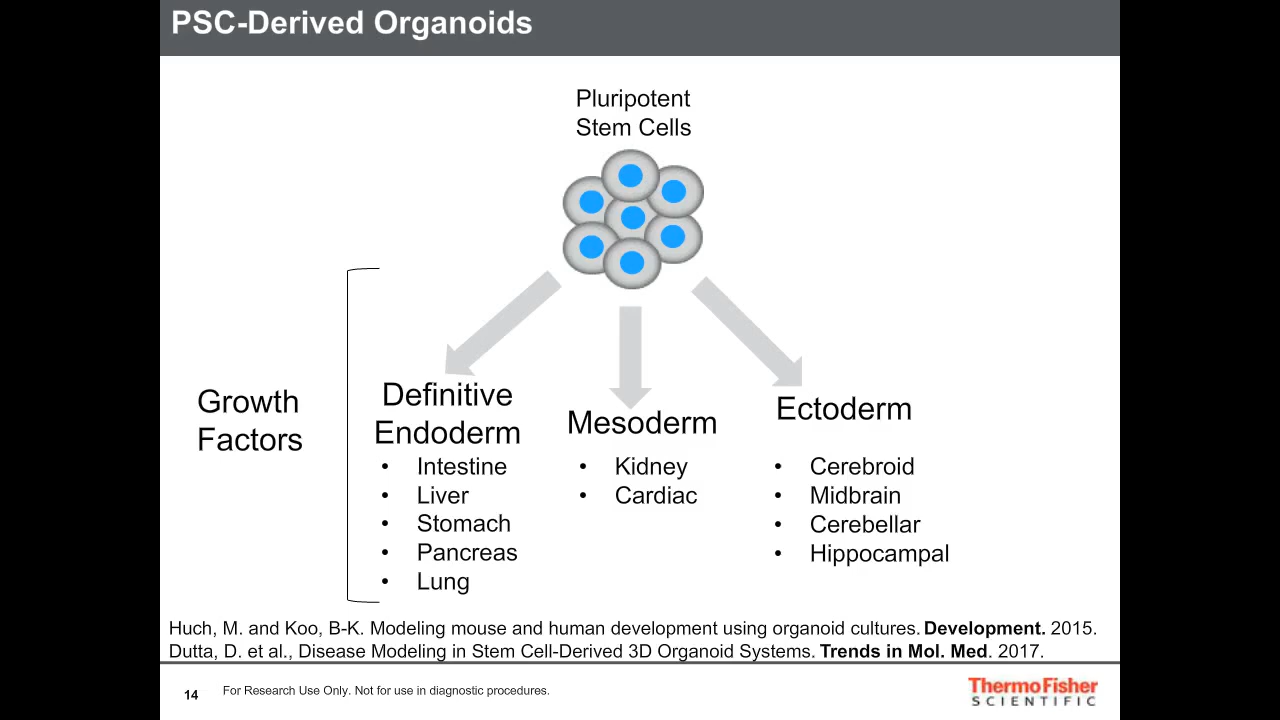 PSC-Derived Organoids
Pluripotent
Stem Cells
Growth
Factors
Definitive
Endoderm
• Intestine
• Liver
• Stomach
• Pancreas
• Lung
Mesoderm
• Kidney
• Cardiac
Ectoderm
• Cerebroid
• Midbrain
• Cerebellar
• Hippocampal
Huch, M. and Koo, B-K. Modeling mouse and human development using organoid cultures. Development. 2015.
Dutta, D. et al., Disease Modeling in Stem Cell-Derived 3D Organoid Systems. Trends in Mol. Med. 2017.
14
For Research Use Only. Not for use in diagnostic procedures.
ThermoFisher
SCIENTIFIC